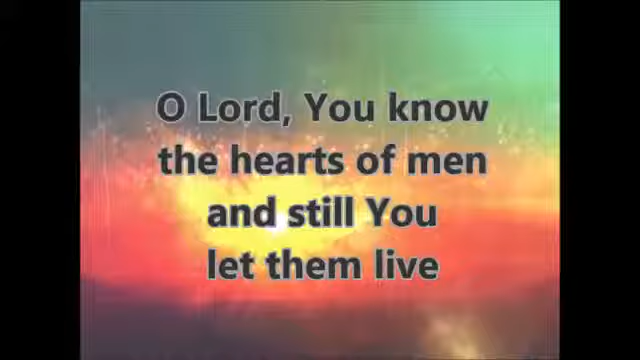 O Lord, You know
the hearts of men
and still You
let them live